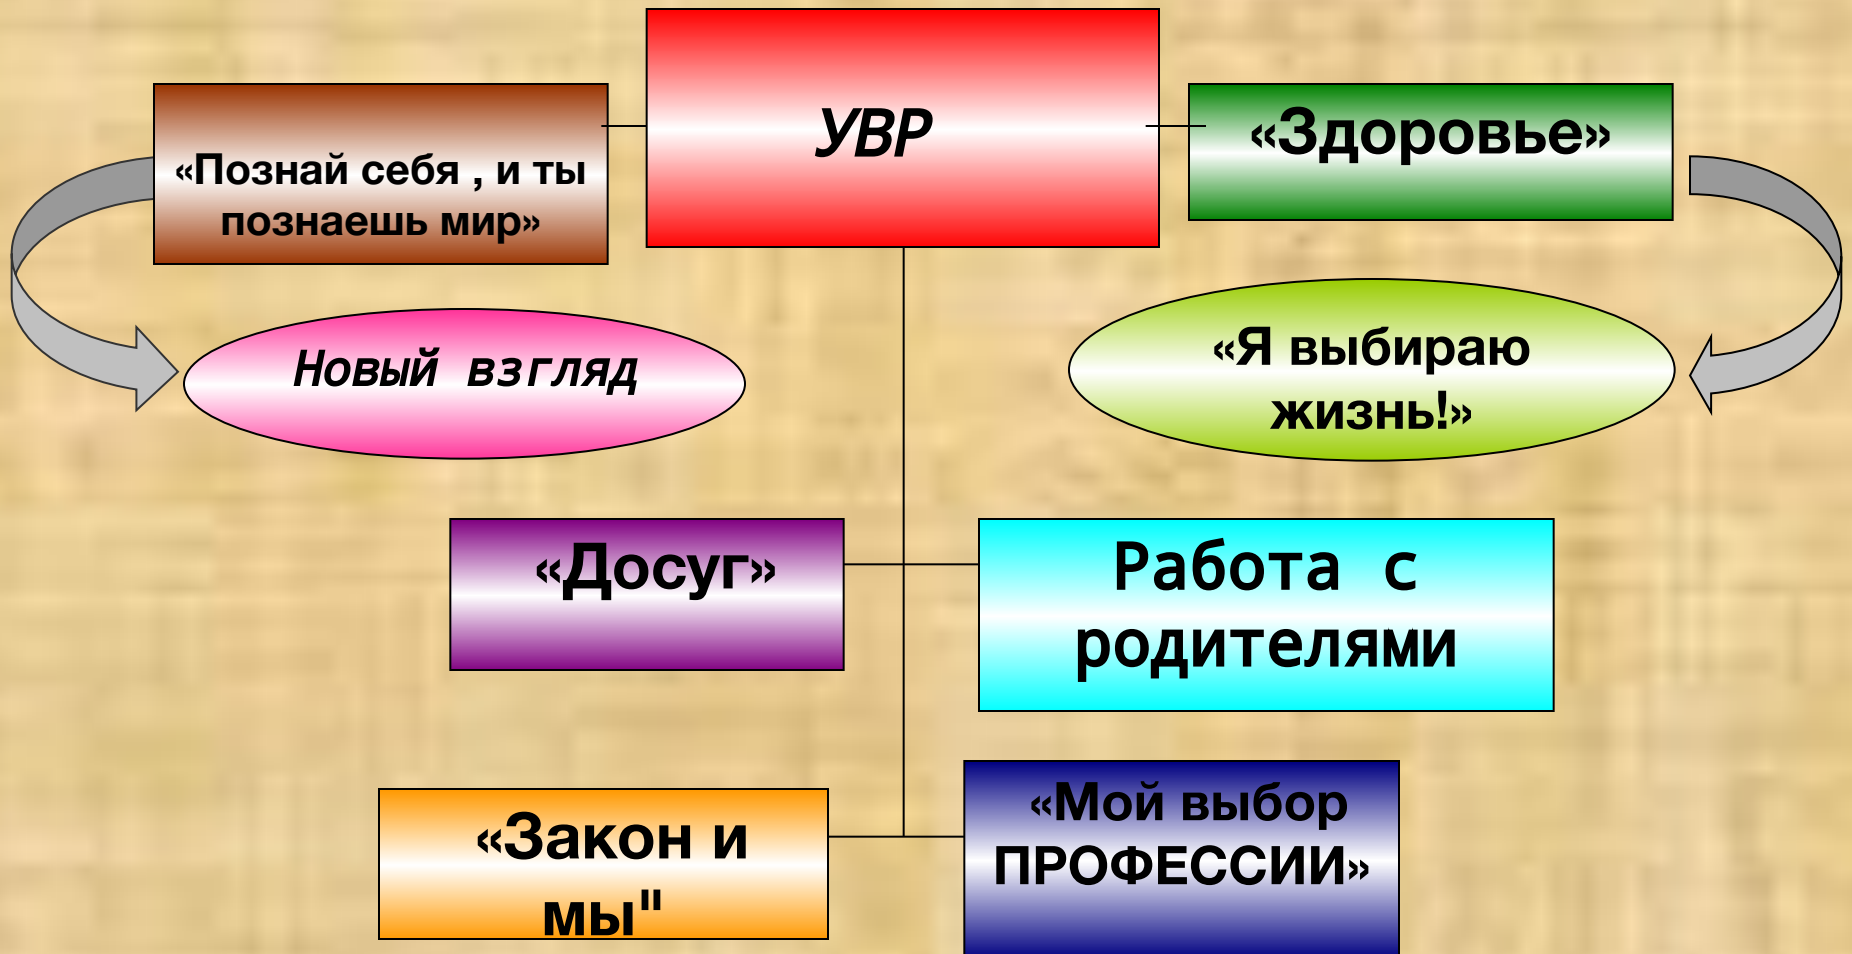 УВР
«Познай себя , и ты
познаешь мир»
«Здоровье»
Новый взгляд
«Я выбираю
жизнь!»
«Досуг»
Работа с
родителями
«Закон и
мы"
«Мой выбор
ПРОФЕССИИ»